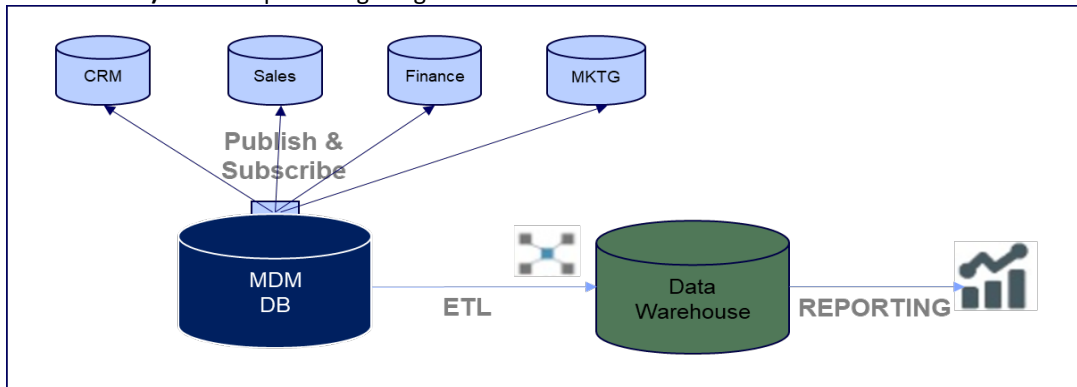 CRM
Sales
Finance
MKTG
Publish &
Subscribe
MDM
DB
ETL
Data
Warehouse
REPORTING